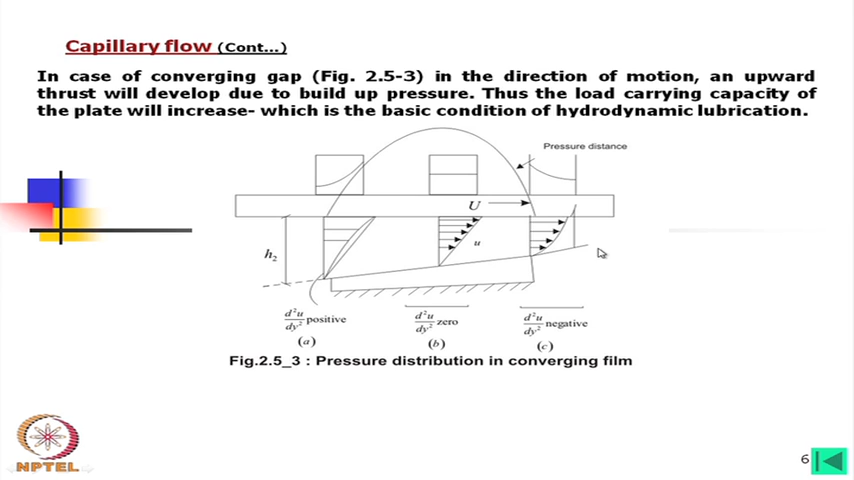 Capillary flow (Cont...)
In case of converging gap (Fig. 2.5-3) in the direction of motion, an upward
thrust will develop due to build up pressure. Thus the load carrying capacity of
the plate will increase- which is the basic condition of hydrodynamic lubrication.
Pressure distance
U
u
h₂
d²u/dy² positive
d²u/dy² zero
d²u/dy² negative
(a)
(b)
(c)
Fig.2.5_3 : Pressure distribution in converging film
NPTEL
6